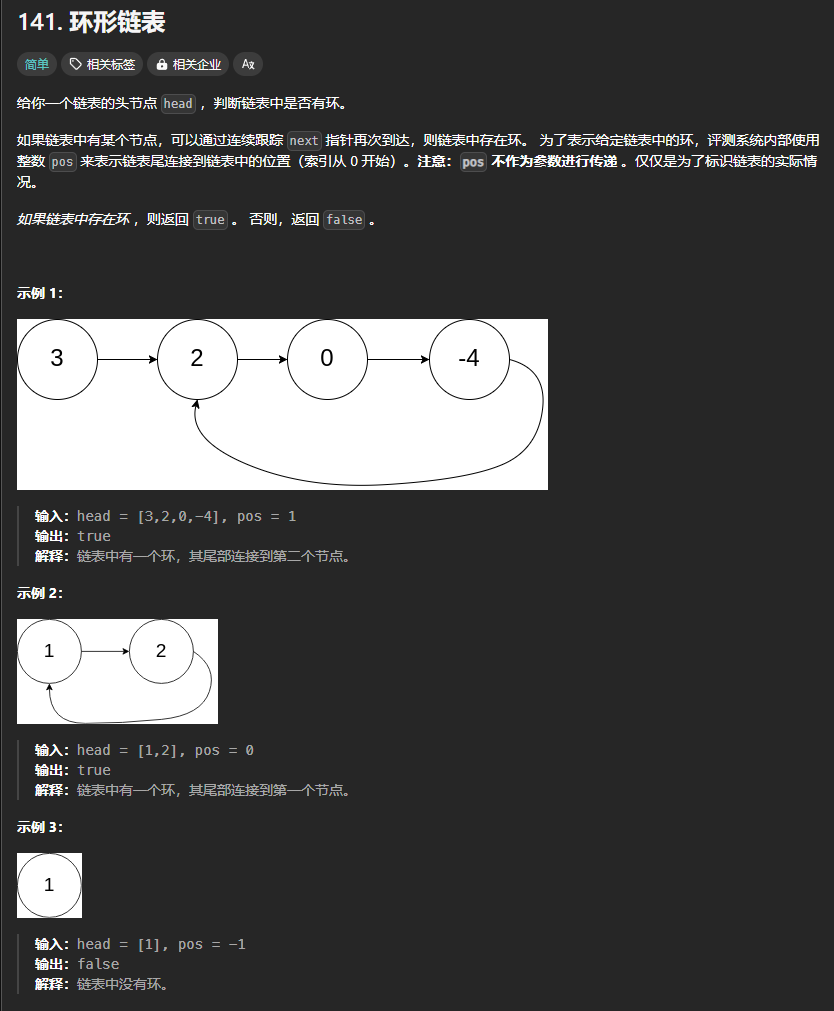 141. 环形链表
简单 相关标签 相关企业 A文
给你一个链表的头节点 head ，判断链表中是否有环。
如果链表中有某个节点，可以通过连续跟踪 next 指针再次到达，则链表中存在环。 为了表示给定链表中的环，评测系统内部使用
整数 pos 来表示链表尾连接到链表中的位置（索引从 0 开始）。注意：pos 不作为参数进行传递 。仅仅是为了标识链表的实际情
况。
如果链表中存在环 ，则返回 true 。 否则，返回 false 。
示例 1：
3 2 0 -4
输入：head = [3,2,0,-4], pos = 1
输出：true
解释：链表中有一个环，其尾部连接到第二个节点。
示例 2：
1 2
输入：head = [1,2], pos = 0
输出：true
解释：链表中有一个环，其尾部连接到第一个节点。
示例 3：
1
输入：head = [1], pos = -1
输出：false
解释：链表中没有环。